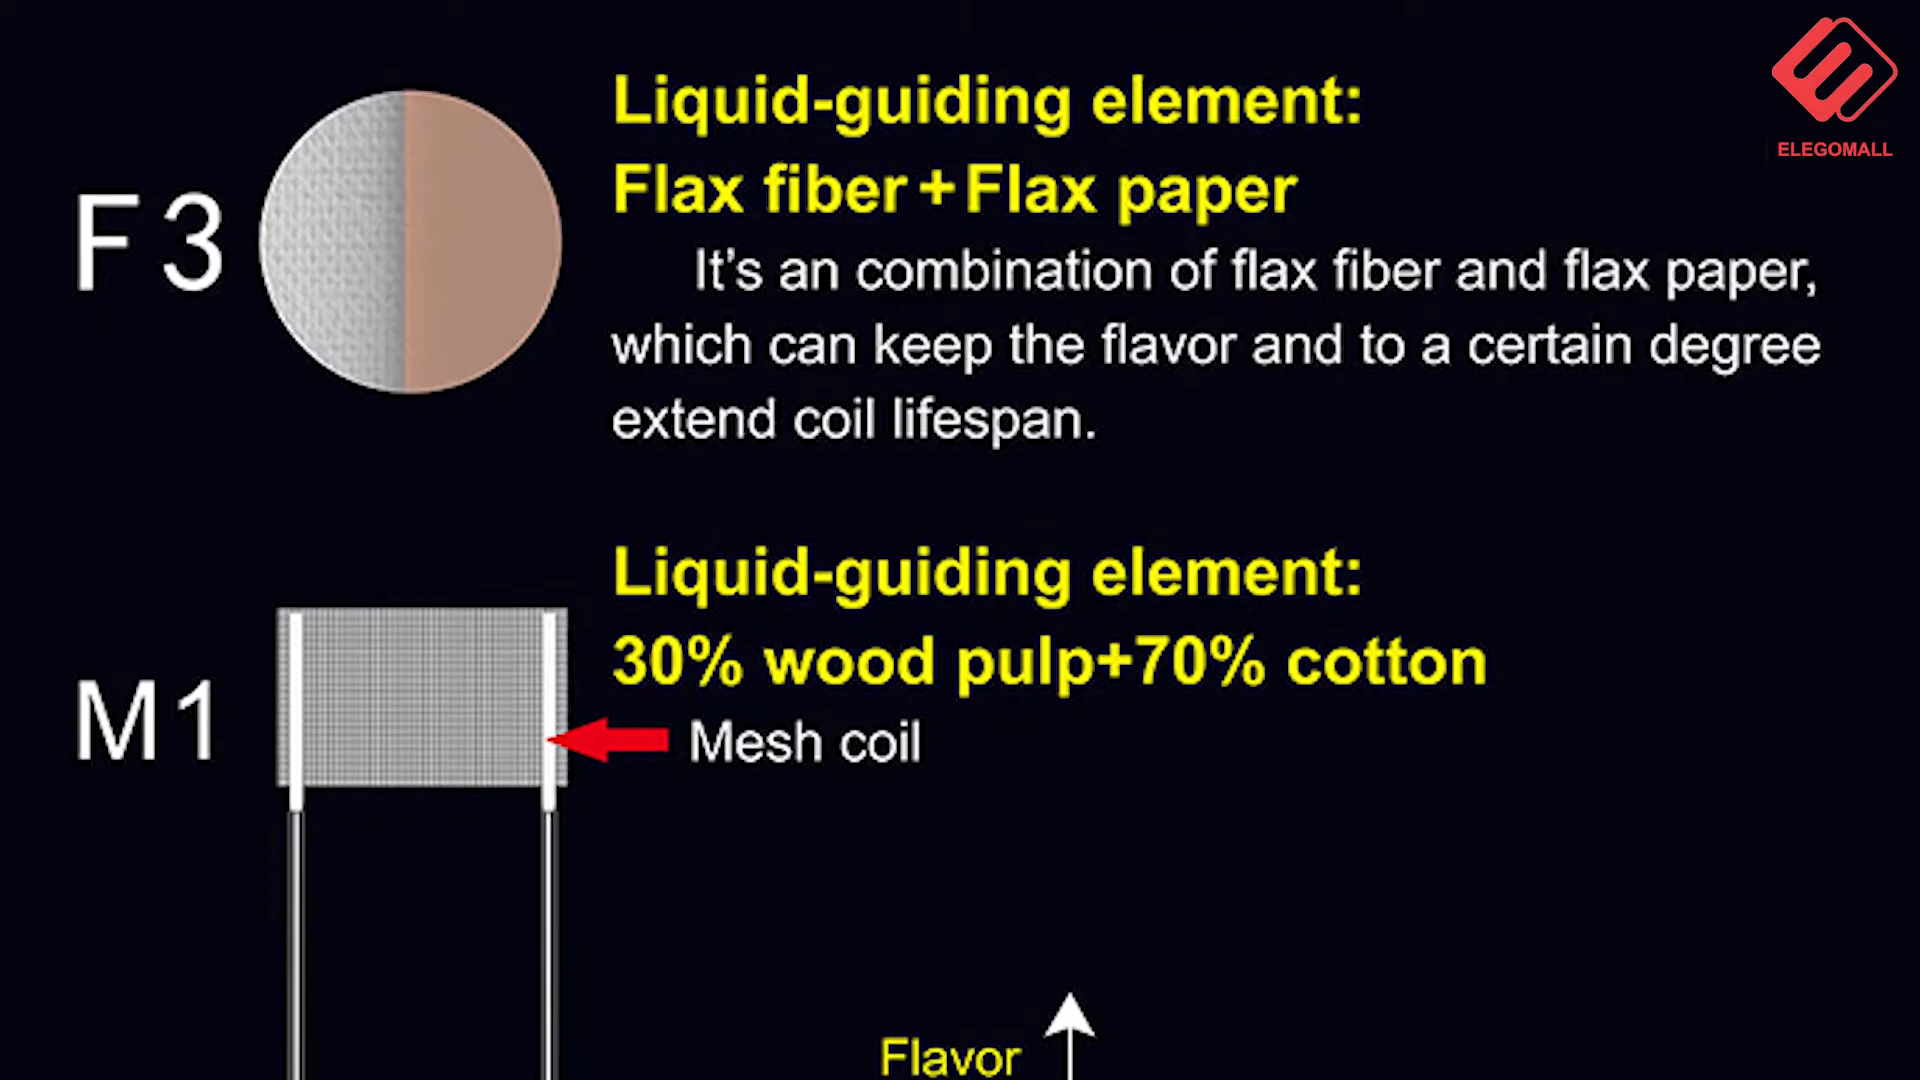 ELEGOMALL
F3
Liquid-guiding element:
Flax fiber+Flax paper
It's an combination of flax fiber and flax paper,
which can keep the flavor and to a certain degree
extend coil lifespan.
M1
Liquid-guiding element:
30% wood pulp+70% cotton
Mesh coil
Flavor